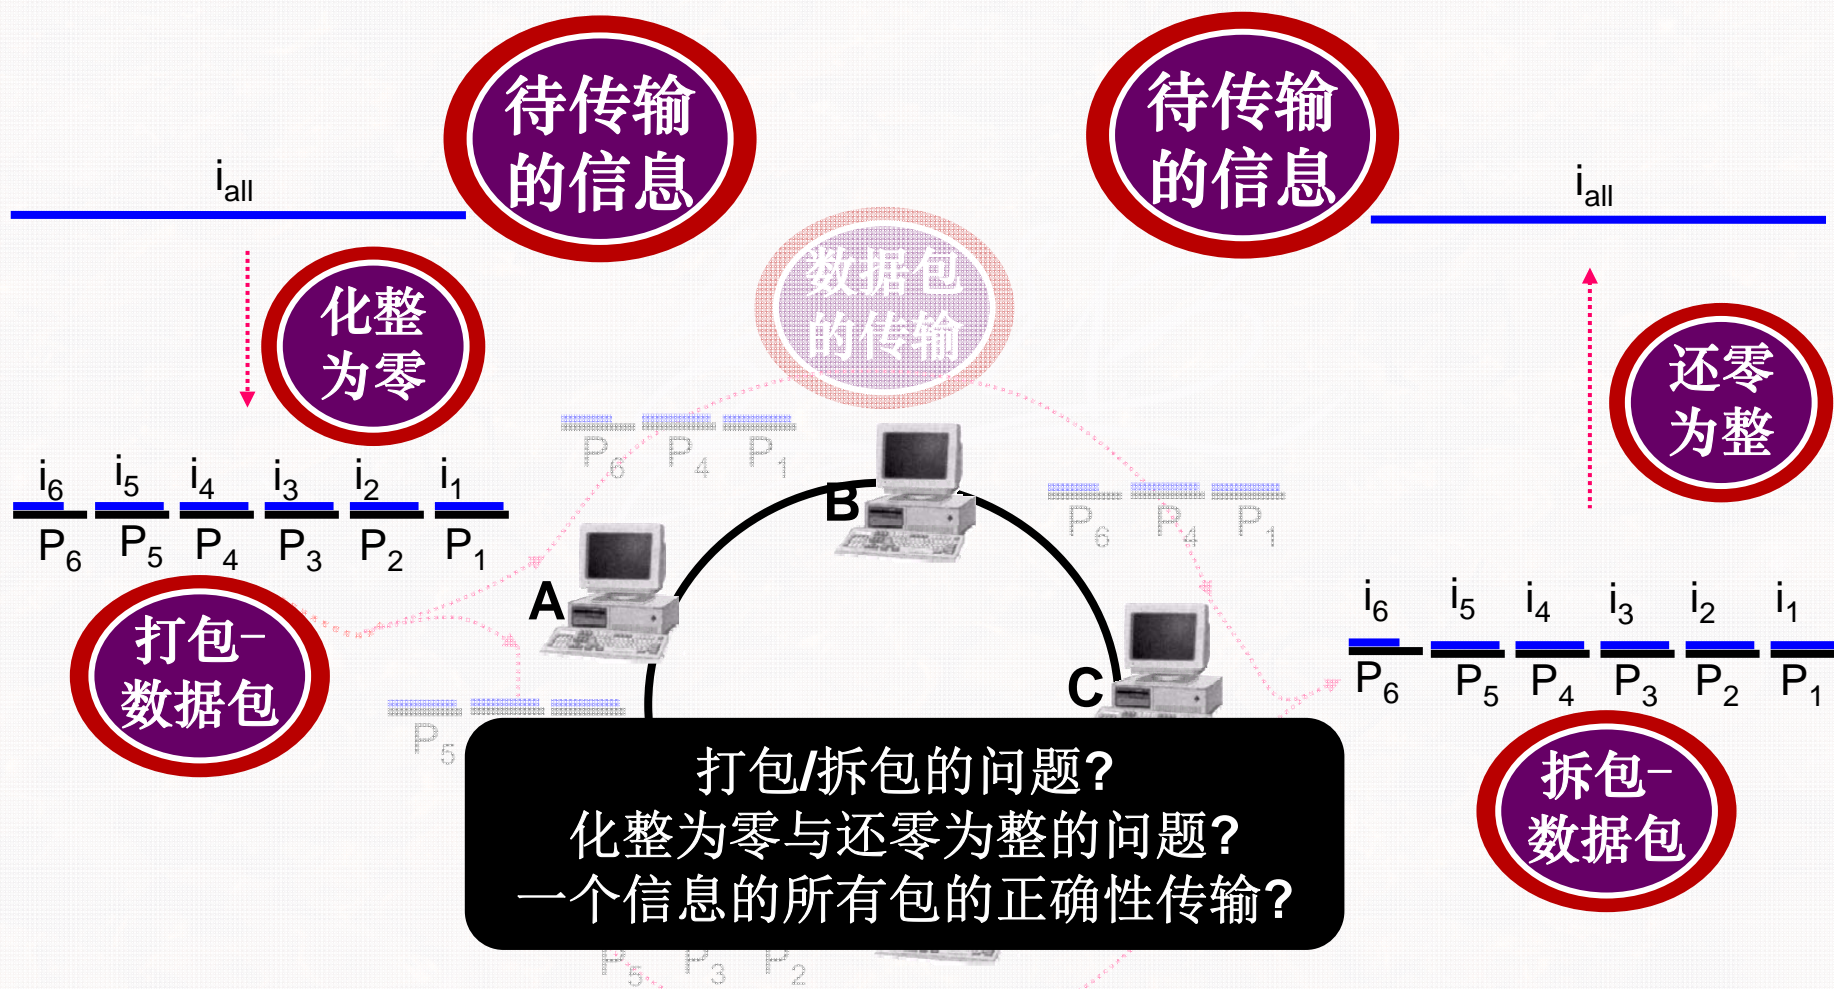 待传输
的信息
待传输
的信息
i_all
i_all
数据包
的传输
化整
为零
还零
为整
P6 P4 P1
i6 i5 i4 i3 i2 i1
P6 P5 P4 P3 P2 P1
B
P6 P4 P1
A
i6 i5 i4 i3 i2 i1
P6 P5 P4 P3 P2 P1
打包-
数据包
C
P5
拆包-
数据包
打包/拆包的问题?
化整为零与还零为整的问题?
一个信息的所有包的正确性传输?
P5 P3 P2